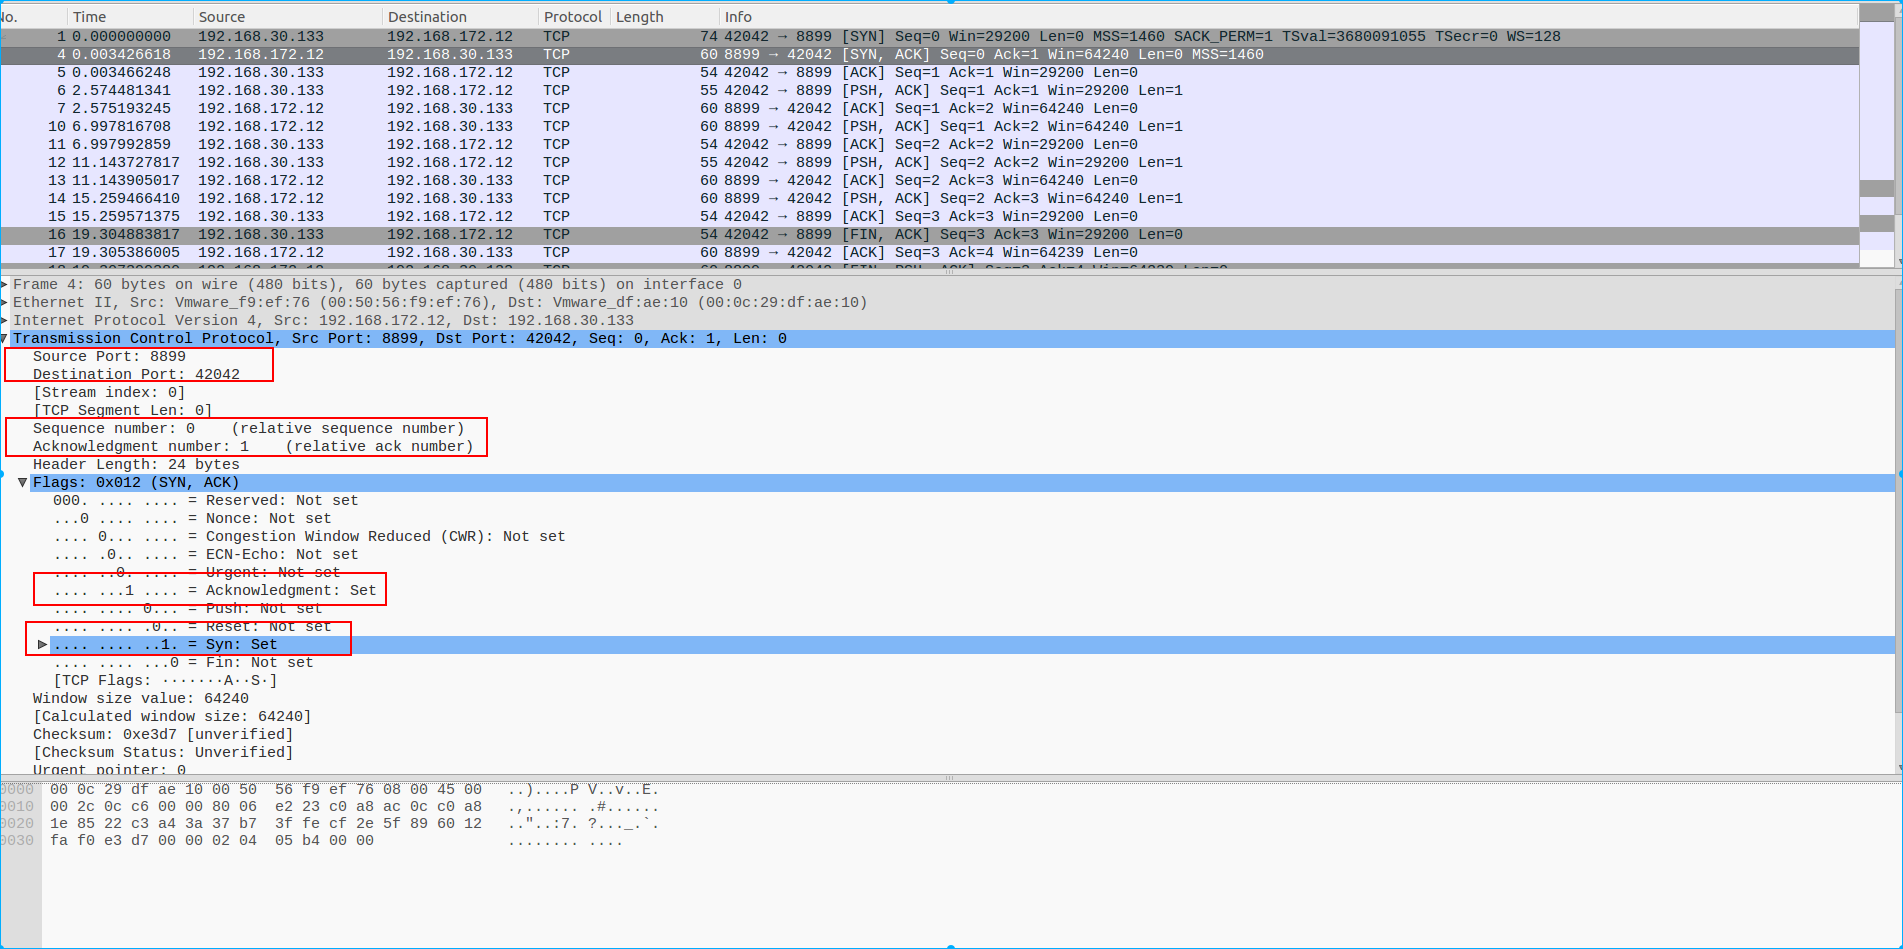 No. Time Source Destination Protocol Length Info
1 0.000000000 192.168.30.133 192.168.172.12 TCP 74 42042 → 8899 [SYN] Seq=0 Win=29200 Len=0 MSS=1460 SACK_PERM=1 TSval=3680091055 TSecr=0 WS=128
4 0.003426618 192.168.172.12 192.168.30.133 TCP 60 8899 → 42042 [SYN, ACK] Seq=0 Ack=1 Win=64240 Len=0 MSS=1460
5 0.003466248 192.168.30.133 192.168.172.12 TCP 54 42042 → 8899 [ACK] Seq=1 Ack=1 Win=29200 Len=0
6 2.574481341 192.168.30.133 192.168.172.12 TCP 55 42042 → 8899 [PSH, ACK] Seq=1 Ack=1 Win=29200 Len=1
7 2.575193245 192.168.172.12 192.168.30.133 TCP 60 8899 → 42042 [ACK] Seq=1 Ack=2 Win=64240 Len=0
10 6.997816708 192.168.172.12 192.168.30.133 TCP 60 8899 → 42042 [PSH, ACK] Seq=1 Ack=2 Win=64240 Len=1
11 6.997992859 192.168.30.133 192.168.172.12 TCP 54 42042 → 8899 [ACK] Seq=2 Ack=2 Win=29200 Len=0
12 11.143727817 192.168.30.133 192.168.172.12 TCP 55 42042 → 8899 [PSH, ACK] Seq=2 Ack=2 Win=29200 Len=1
13 11.143905017 192.168.172.12 192.168.30.133 TCP 60 8899 → 42042 [ACK] Seq=2 Ack=3 Win=64240 Len=0
14 15.259466410 192.168.172.12 192.168.30.133 TCP 60 8899 → 42042 [PSH, ACK] Seq=2 Ack=3 Win=64240 Len=1
15 15.259571375 192.168.30.133 192.168.172.12 TCP 54 42042 → 8899 [ACK] Seq=3 Ack=3 Win=29200 Len=0
16 19.304883817 192.168.30.133 192.168.172.12 TCP 54 42042 → 8899 [FIN, ACK] Seq=3 Ack=3 Win=29200 Len=0
17 19.305386005 192.168.172.12 192.168.30.133 TCP 60 8899 → 42042 [ACK] Seq=3 Ack=4 Win=64239 Len=0
Frame 4: 60 bytes on wire (480 bits), 60 bytes captured (480 bits) on interface 0
Ethernet II, Src: Vmware_f9:ef:76 (00:50:56:f9:ef:76), Dst: Vmware_df:ae:10 (00:0c:29:df:ae:10)
Internet Protocol Version 4, Src: 192.168.172.12, Dst: 192.168.30.133
Transmission Control Protocol, Src Port: 8899, Dst Port: 42042, Seq: 0, Ack: 1, Len: 0
Source Port: 8899
Destination Port: 42042
[Stream index: 0]
[TCP Segment Len: 0]
Sequence number: 0 (relative sequence number)
Acknowledgment number: 1 (relative ack number)
Header Length: 24 bytes
Flags: 0x012 (SYN, ACK)
000. .... .... = Reserved: Not set
...0 .... .... = Nonce: Not set
.... 0... .... = Congestion Window Reduced (CWR): Not set
.... .0.. .... = ECN-Echo: Not set
.... ..0. .... = Urgent: Not set
.... ...1 .... = Acknowledgment: Set
.... .... 0... = Push: Not set
.... .... .0.. = Reset: Not set
.... .... ..1. = Syn: Set
.... .... ...0 = Fin: Not set
[TCP Flags: ·······A··S·]
Window size value: 64240
[Calculated window size: 64240]
Checksum: 0xe3d7 [unverified]
[Checksum Status: Unverified]
Urgent pointer: 0
0000 00 0c 29 df ae 10 00 50 56 f9 ef 76 08 00 45 00 ..)....P V..v..E.
0010 00 2c 0c c6 00 00 80 06 e2 23 c0 a8 ac 0c c0 a8 .,...... .#......
0020 1e 85 22 c3 a4 3a 37 b7 3f fe cf 2e 5f 89 60 12 .."..:7. ?..._.`.
0030 fa f0 e3 d7 00 00 02 04 05 b4 00 00 ........ ....